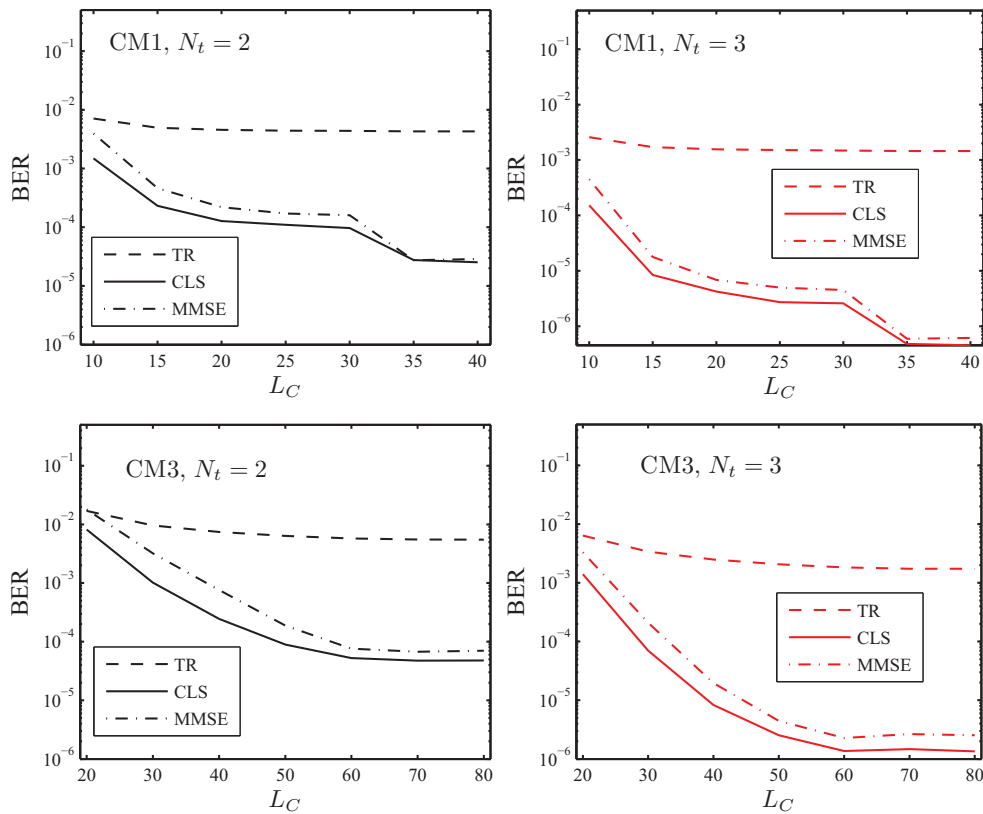 CM1, $N_t = 2$
BER
10⁻¹
10⁻²
10⁻³
10⁻⁴
10⁻⁵
10⁻⁶
TR
CLS
MMSE
10 15 20 25 30 35 40
$L_C$
CM1, $N_t = 3$
BER
10⁻¹
10⁻²
10⁻³
10⁻⁴
10⁻⁵
10⁻⁶
TR
CLS
MMSE
10 15 20 25 30 35 40
$L_C$
CM3, $N_t = 2$
BER
10⁻¹
10⁻²
10⁻³
10⁻⁴
10⁻⁵
10⁻⁶
TR
CLS
MMSE
20 30 40 50 60 70 80
$L_C$
CM3, $N_t = 3$
BER
10⁻¹
10⁻²
10⁻³
10⁻⁴
10⁻⁵
10⁻⁶
TR
CLS
MMSE
20 30 40 50 60 70 80
$L_C$